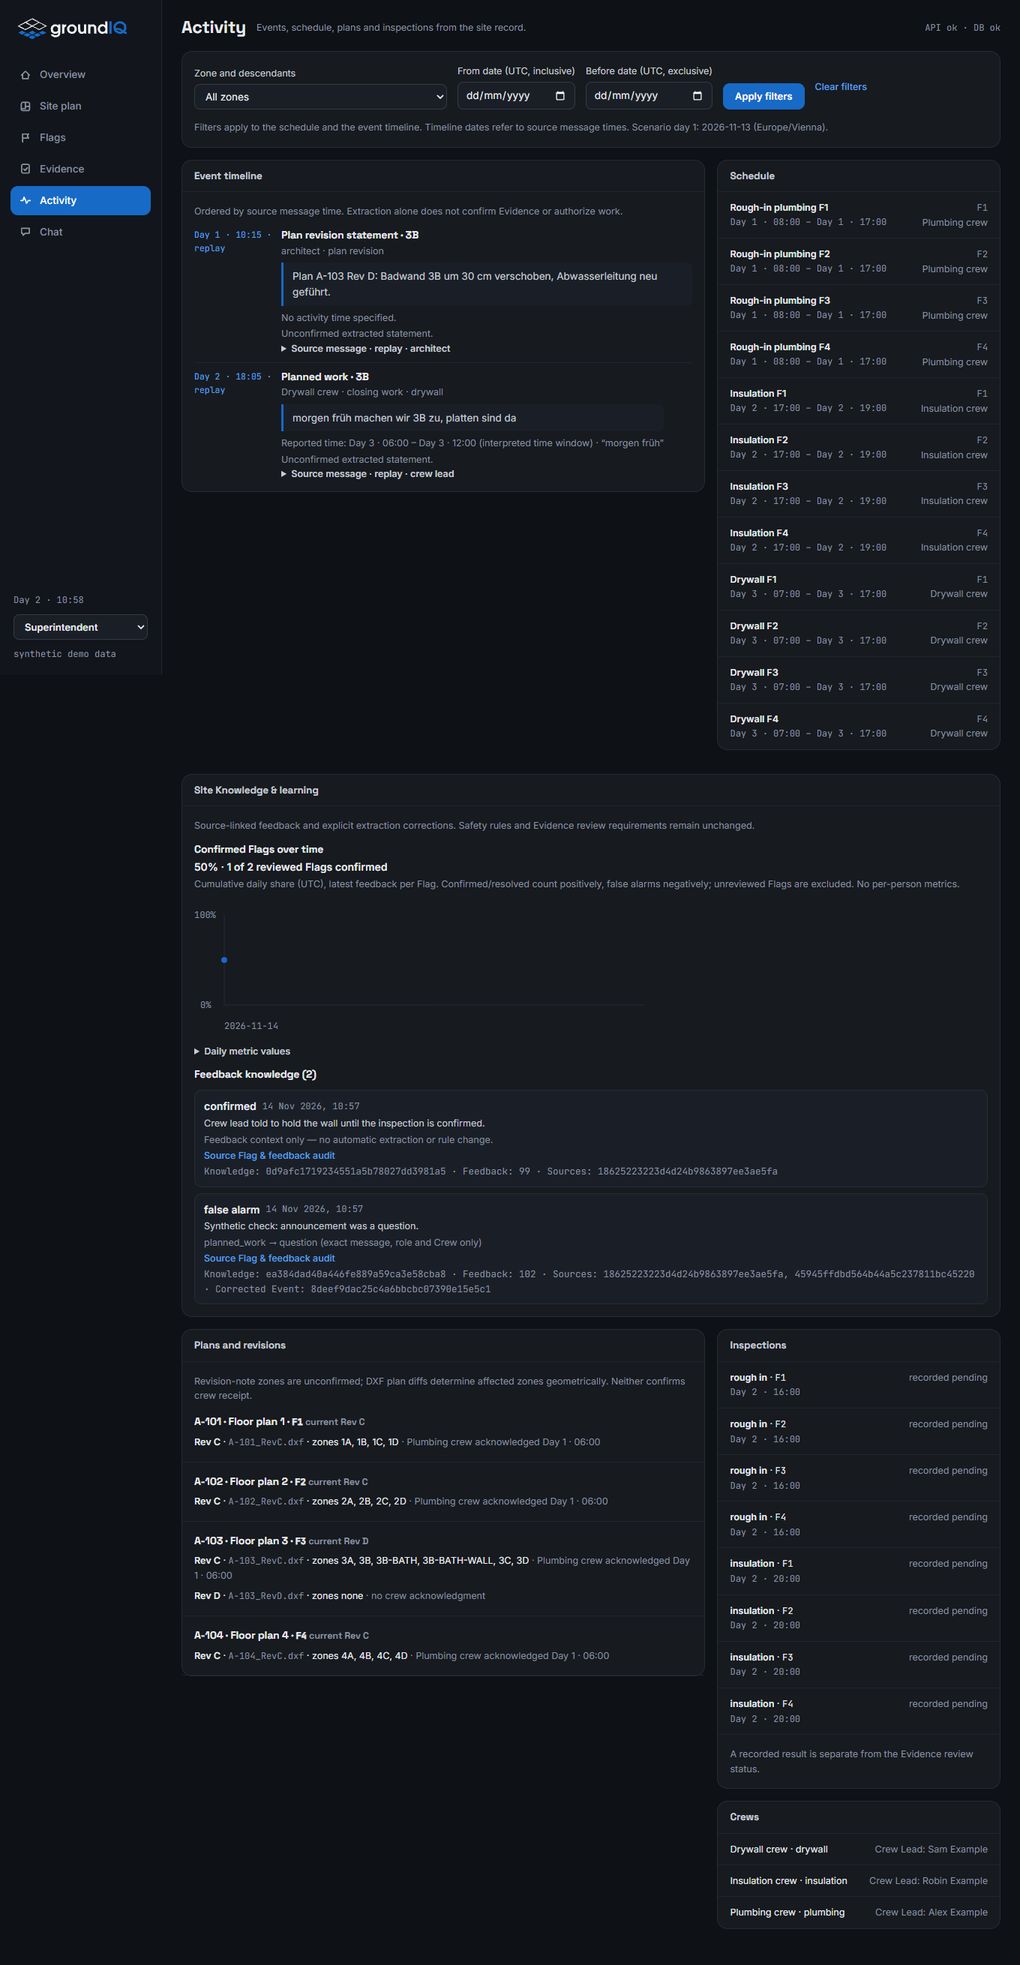 groundIQ
Overview
Site plan
Flags
Evidence
Activity
Chat
Day 2 · 10:58
Superintendent
synthetic demo data
Activity
Events, schedule, plans and inspections from the site record.
API ok · DB ok
Zone and descendants
All zones
From date (UTC, inclusive)
dd/mm/yyyy
Before date (UTC, exclusive)
dd/mm/yyyy
Apply filters
Clear filters
Filters apply to the schedule and the event timeline. Timeline dates refer to source message times. Scenario day 1: 2026-11-13 (Europe/Vienna).
Event timeline
Ordered by source message time. Extraction alone does not confirm Evidence or authorize work.
Day 1 · 10:15 ·
replay
Plan revision statement · 3B
architect · plan revision
Plan A-103 Rev D: Badwand 3B um 30 cm verschoben, Abwasserleitung neu
geführt.
No activity time specified.
Unconfirmed extracted statement.
Source message · replay · architect
Day 2 · 18:05 ·
replay
Planned work · 3B
Drywall crew · closing work · drywall
morgen früh machen wir 3B zu, platten sind da
Reported time: Day 3 · 06:00 – Day 3 · 12:00 (interpreted time window) · “morgen früh”
Unconfirmed extracted statement.
Source message · replay · crew lead
Schedule
Rough-in plumbing F1 F1
Day 1 · 08:00 – Day 1 · 17:00 Plumbing crew
Rough-in plumbing F2 F2
Day 1 · 08:00 – Day 1 · 17:00 Plumbing crew
Rough-in plumbing F3 F3
Day 1 · 08:00 – Day 1 · 17:00 Plumbing crew
Rough-in plumbing F4 F4
Day 1 · 08:00 – Day 1 · 17:00 Plumbing crew
Insulation F1 F1
Day 2 · 17:00 – Day 2 · 19:00 Insulation crew
Insulation F2 F2
Day 2 · 17:00 – Day 2 · 19:00 Insulation crew
Insulation F3 F3
Day 2 · 17:00 – Day 2 · 19:00 Insulation crew
Insulation F4 F4
Day 2 · 17:00 – Day 2 · 19:00 Insulation crew
Drywall F1 F1
Day 3 · 07:00 – Day 3 · 17:00 Drywall crew
Drywall F2 F2
Day 3 · 07:00 – Day 3 · 17:00 Drywall crew
Drywall F3 F3
Day 3 · 07:00 – Day 3 · 17:00 Drywall crew
Drywall F4 F4
Day 3 · 07:00 – Day 3 · 17:00 Drywall crew
Site Knowledge & learning
Source-linked feedback and explicit extraction corrections. Safety rules and Evidence review requirements remain unchanged.
Confirmed Flags over time
50% · 1 of 2 reviewed Flags confirmed
Cumulative daily share (UTC), latest feedback per Flag. Confirmed/resolved count positively, false alarms negatively; unreviewed Flags are excluded. No per-person metrics.
100%
0%
2026-11-14
Daily metric values
Feedback knowledge (2)
confirmed 14 Nov 2026, 10:57
Crew lead told to hold the wall until the inspection is confirmed.
Feedback context only — no automatic extraction or rule change.
Source Flag & feedback audit
Knowledge: 0d9afc1719234551a5b78027dd3981a5 · Feedback: 99 · Sources: 18625223223d4d24b9863897ee3ae5fa
false alarm 14 Nov 2026, 10:57
Synthetic check: announcement was a question.
planned_work → question (exact message, role and Crew only)
Source Flag & feedback audit
Knowledge: ea384dad40a446fe889a59ca3e58cba8 · Feedback: 102 · Sources: 18625223223d4d24b9863897ee3ae5fa, 45945ffdbd564b44a5c237811bc45220
· Corrected Event: 8deef9dac25c4a6bbcbc07390e15e5c1
Plans and revisions
Revision-note zones are unconfirmed; DXF plan diffs determine affected zones geometrically. Neither confirms
crew receipt.
A-101 · Floor plan 1 · F1 current Rev C
Rev C · A-101_RevC.dxf · zones 1A, 1B, 1C, 1D · Plumbing crew acknowledged Day 1 · 06:00
A-102 · Floor plan 2 · F2 current Rev C
Rev C · A-102_RevC.dxf · zones 2A, 2B, 2C, 2D · Plumbing crew acknowledged Day 1 · 06:00
A-103 · Floor plan 3 · F3 current Rev D
Rev C · A-103_RevC.dxf · zones 3A, 3B, 3B-BATH, 3B-BATH-WALL, 3C, 3D · Plumbing crew acknowledged Day
1 · 06:00
Rev D · A-103_RevD.dxf · zones none · no crew acknowledgment
A-104 · Floor plan 4 · F4 current Rev C
Rev C · A-104_RevC.dxf · zones 4A, 4B, 4C, 4D · Plumbing crew acknowledged Day 1 · 06:00
Inspections
rough in · F1 recorded pending
Day 2 · 16:00
rough in · F2 recorded pending
Day 2 · 16:00
rough in · F3 recorded pending
Day 2 · 16:00
rough in · F4 recorded pending
Day 2 · 16:00
insulation · F1 recorded pending
Day 2 · 20:00
insulation · F2 recorded pending
Day 2 · 20:00
insulation · F3 recorded pending
Day 2 · 20:00
insulation · F4 recorded pending
Day 2 · 20:00
A recorded result is separate from the Evidence review
status.
Crews
Drywall crew · drywall Crew Lead: Sam Example
Insulation crew · insulation Crew Lead: Robin Example
Plumbing crew · plumbing Crew Lead: Alex Example